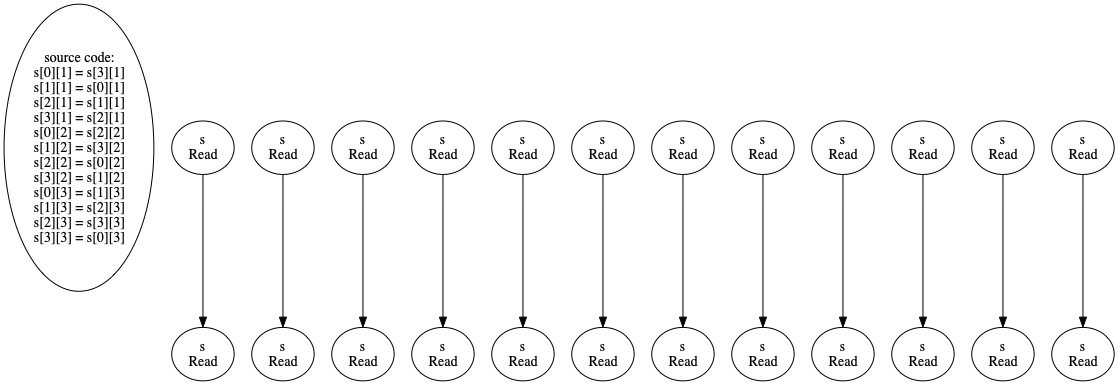 source code:
s[0][1] = s[3][1]
s[1][1] = s[0][1]
s[2][1] = s[1][1]
s[3][1] = s[2][1]
s[0][2] = s[2][2]
s[1][2] = s[3][2]
s[2][2] = s[0][2]
s[3][2] = s[1][2]
s[0][3] = s[1][3]
s[1][3] = s[2][3]
s[2][3] = s[3][3]
s[3][3] = s[0][3]
s
Read
s
Read
s
Read
s
Read
s
Read
s
Read
s
Read
s
Read
s
Read
s
Read
s
Read
s
Read
s
Read
s
Read
s
Read
s
Read
s
Read
s
Read
s
Read
s
Read
s
Read
s
Read
s
Read
s
Read